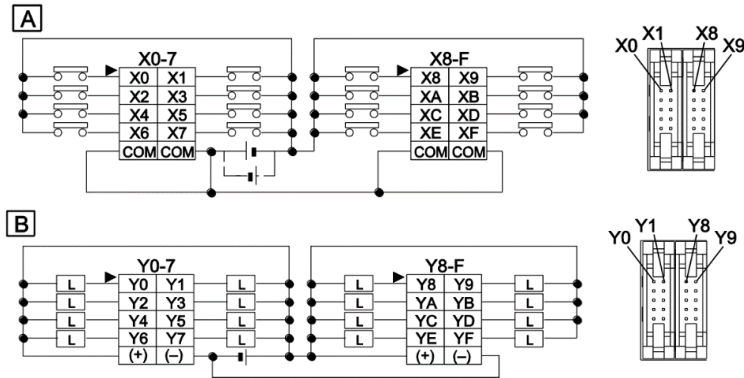 A
X0-7
X0 X1
X2 X3
X4 X5
X6 X7
COM COM
X8-F
X8 X9
XA XB
XC XD
XE XF
COM COM
X1 X8
X0 X9
B
Y0-7
L Y0 Y1 L
L Y2 Y3 L
L Y4 Y5 L
L Y6 Y7 L
(+) (–)
Y8-F
L Y8 Y9 L
L YA YB L
L YC YD L
L YE YF L
(+) (–)
Y1 Y8
Y0 Y9